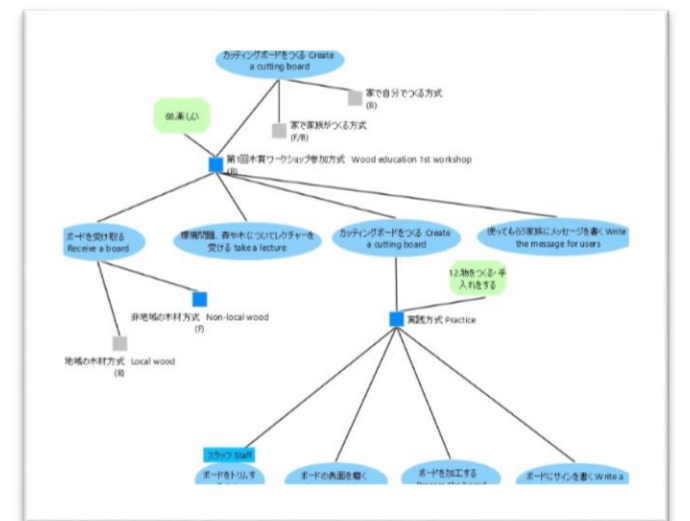 カッティングボードをつくる Create
a cutting board
家で自分でつくる方式
(B)
68.楽しい
家で家族がつくる方式
(F/B)
第1回木育ワークショップ参加方式 Wood education 1st workshop
ボードを受け取る
Receive a board
環境問題、森や木についてレクチャーを
受ける take a lecture
カッティングボードをつくる Create
a cutting board
使ってもらう家族にメッセージを書く Write
the message for users
12.物をつくる・手
入れをする
非地域の木材方式 Non-local wood
(F)
実践方式 Practice
地域の木材方式 Local wood
スタッフ Staff
ボードをトリムす
ボードの表面を磨く
ボードを加工する
Process the board
ボードにサインを書く Write a